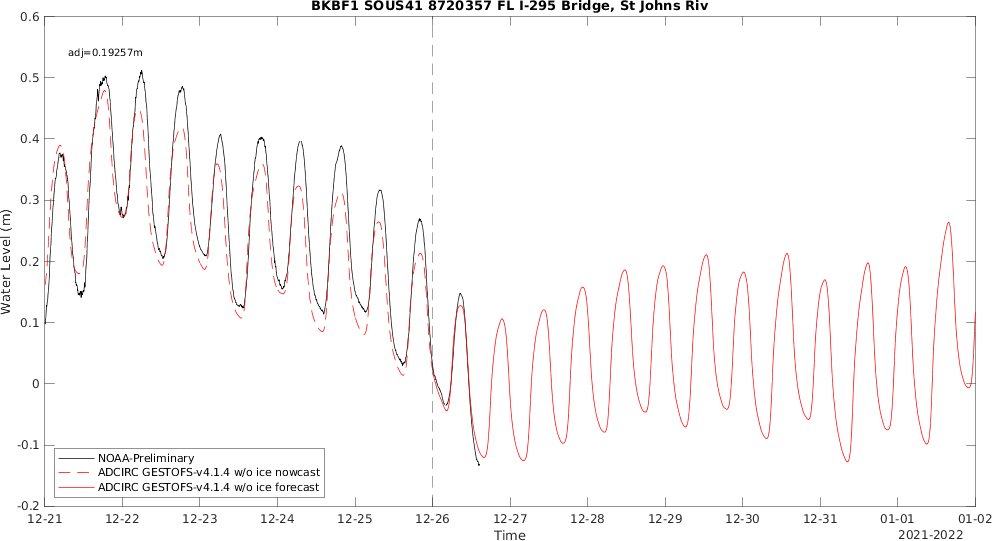 BKBF1 SOUS41 8720357 FL I-295 Bridge, St Johns Riv
adj=0.19257m
Water Level (m)
0.6
0.5
0.4
0.3
0.2
0.1
0
-0.1
-0.2
NOAA-Preliminary
ADCIRC GESTOFS-v4.1.4 w/o ice nowcast
ADCIRC GESTOFS-v4.1.4 w/o ice forecast
12-21 12-22 12-23 12-24 12-25 12-26 12-27 12-28 12-29 12-30 12-31 01-01 01-02
Time
2021-2022